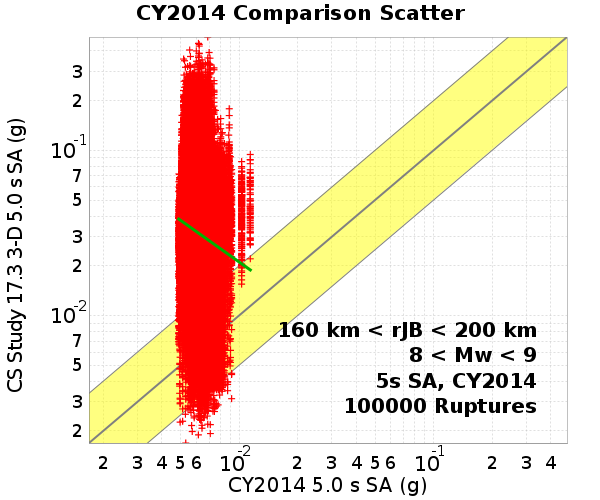 CY2014 Comparison Scatter
CS Study 17.3 3-D 5.0 s SA (g)
3
2
10-1
7
5
3
2
10-2
7
5
3
2
160 km < rJB < 200 km
8 < Mw < 9
5s SA, CY2014
100000 Ruptures
2 3 4 5 6 10-2 2 3 4 5 6 10-1 2 3 4
CY2014 5.0 s SA (g)